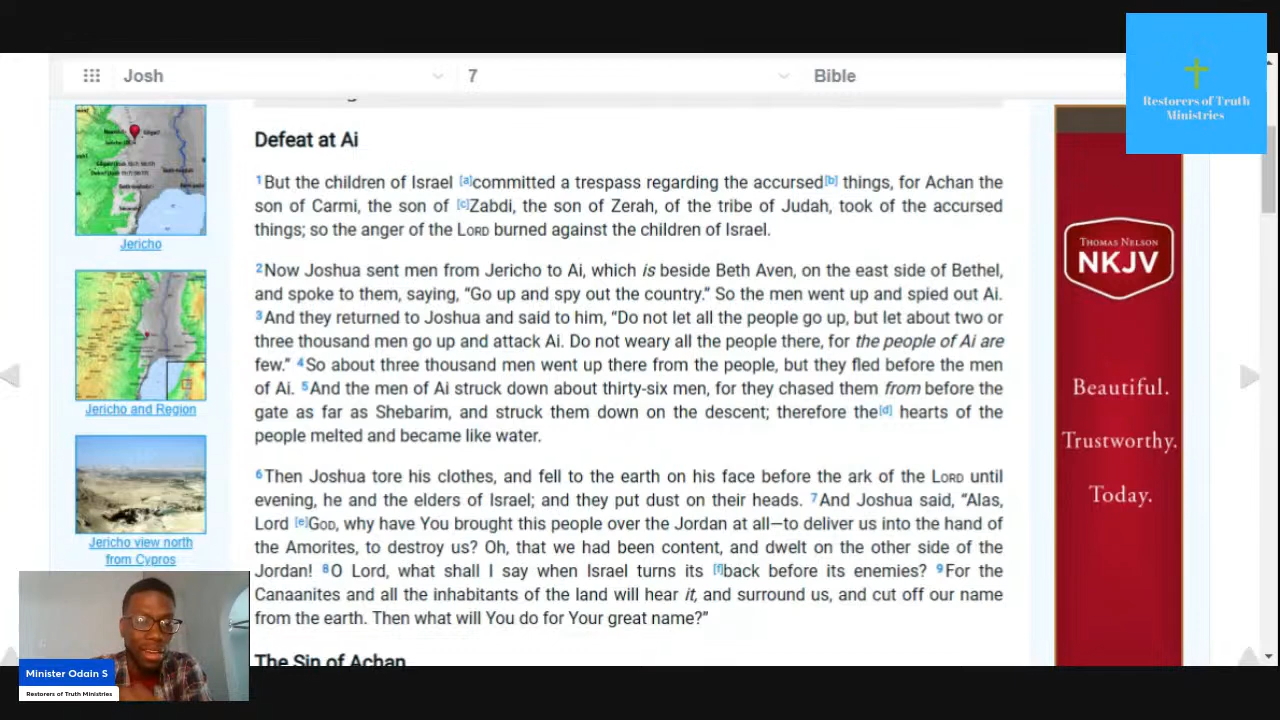 Josh
7
Bible
Restorers of Truth
Ministries
Defeat at Ai
1But the children of Israel [a]committed a trespass regarding the accursed[b] things, for Achan the
son of Carmi, the son of [c]Zabdi, the son of Zerah, of the tribe of Judah, took of the accursed
things; so the anger of the LORD burned against the children of Israel.
2Now Joshua sent men from Jericho to Ai, which is beside Beth Aven, on the east side of Bethel,
and spoke to them, saying, “Go up and spy out the country.” So the men went up and spied out Ai.
3And they returned to Joshua and said to him, “Do not let all the people go up, but let about two or
three thousand men go up and attack Ai. Do not weary all the people there, for the people of Ai are
few.” 4 So about three thousand men went up there from the people, but they fled before the men
of Ai. 5 And the men of Ai struck down about thirty-six men, for they chased them from before the
gate as far as Shebarim, and struck them down on the descent; therefore the[d] hearts of the
people melted and became like water.
6Then Joshua tore his clothes, and fell to the earth on his face before the ark of the LORD until
evening, he and the elders of Israel; and they put dust on their heads. 7 And Joshua said, “Alas,
Lord [e]GOD, why have You brought this people over the Jordan at all—to deliver us into the hand of
the Amorites, to destroy us? Oh, that we had been content, and dwelt on the other side of the
Jordan! 8 O Lord, what shall I say when Israel turns its [f]back before its enemies? 9 For the
Canaanites and all the inhabitants of the land will hear it, and surround us, and cut off our name
from the earth. Then what will You do for Your great name?”
The Sin of Achan
Jericho
Jericho and Region
Jericho view north
from Cypros
THOMAS NELSON
NKJV
Beautiful.
Trustworthy.
Today.
Minister Odain S
Restorers of Truth Ministries